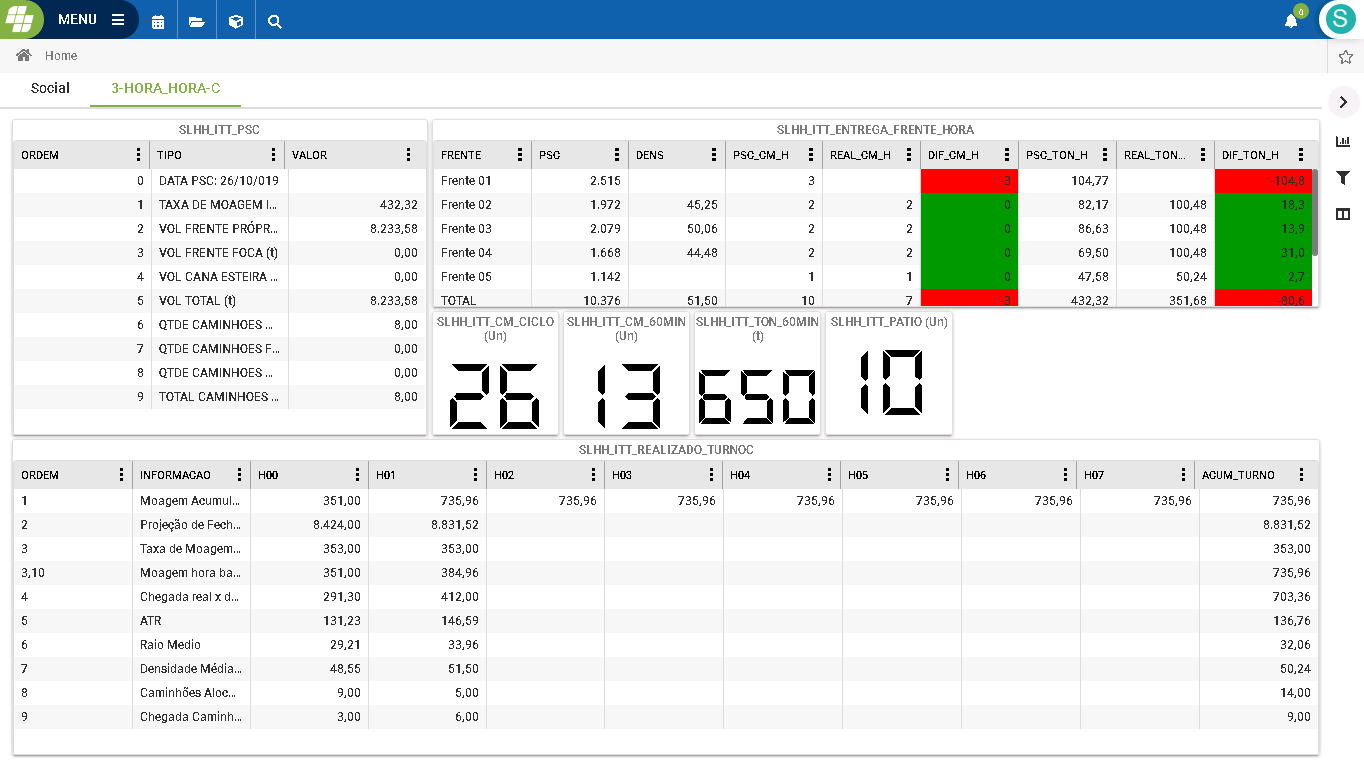 MENU
0
S
Home
Social 3-HORA_HORA-C
SLHH_ITT_PSC
ORDEM TIPO VALOR
0 DATA PSC: 26/10/019
1 TAXA DE MOAGEM I... 432,32
2 VOL FRENTE PRÓPR... 8.233,58
3 VOL FRENTE FOCA (t) 0,00
4 VOL CANA ESTEIRA ... 0,00
5 VOL TOTAL (t) 8.233,58
6 QTDE CAMINHOES ... 8,00
7 QTDE CAMINHOES F... 0,00
8 QTDE CAMINHOES ... 0,00
9 TOTAL CAMINHOES ... 8,00
SLHH_ITT_ENTREGA_FRENTE_HORA
FRENTE PSC DENS PSC_CM_H REAL_CM_H DIF_CM_H PSC_TON_H REAL_TON... DIF_TON_H
Frente 01 2.515 3 -3 104,77 -104,8
Frente 02 1.972 45,25 2 2 0 82,17 100,48 18,3
Frente 03 2.079 50,06 2 2 0 86,63 100,48 13,9
Frente 04 1.668 44,48 2 2 0 69,50 100,48 31,0
Frente 05 1.142 1 1 0 47,58 50,24 2,7
TOTAL 10.376 51,50 10 7 -3 432,32 351,68 -80,6
SLHH_ITT_CM_CICLO
(Un)
26
SLHH_ITT_CM_60MIN
(Un)
13
SLHH_ITT_TON_60MIN
(t)
650
SLHH_ITT_PATIO (Un)
10
SLHH_ITT_REALIZADO_TURNOC
ORDEM INFORMACAO H00 H01 H02 H03 H04 H05 H06 H07 ACUM_TURNO
1 Moagem Acumul... 351,00 735,96 735,96 735,96 735,96 735,96 735,96 735,96 735,96
2 Projeção de Fech... 8.424,00 8.831,52 8.831,52
3 Taxa de Moagem... 353,00 353,00 353,00
3,10 Moagem hora ba... 351,00 384,96 735,96
4 Chegada real x d... 291,30 412,00 703,36
5 ATR 131,23 146,59 136,76
6 Raio Medio 29,21 33,96 32,06
7 Densidade Média... 48,55 51,50 50,24
8 Caminhões Aloc... 9,00 5,00 14,00
9 Chegada Caminh... 3,00 6,00 9,00